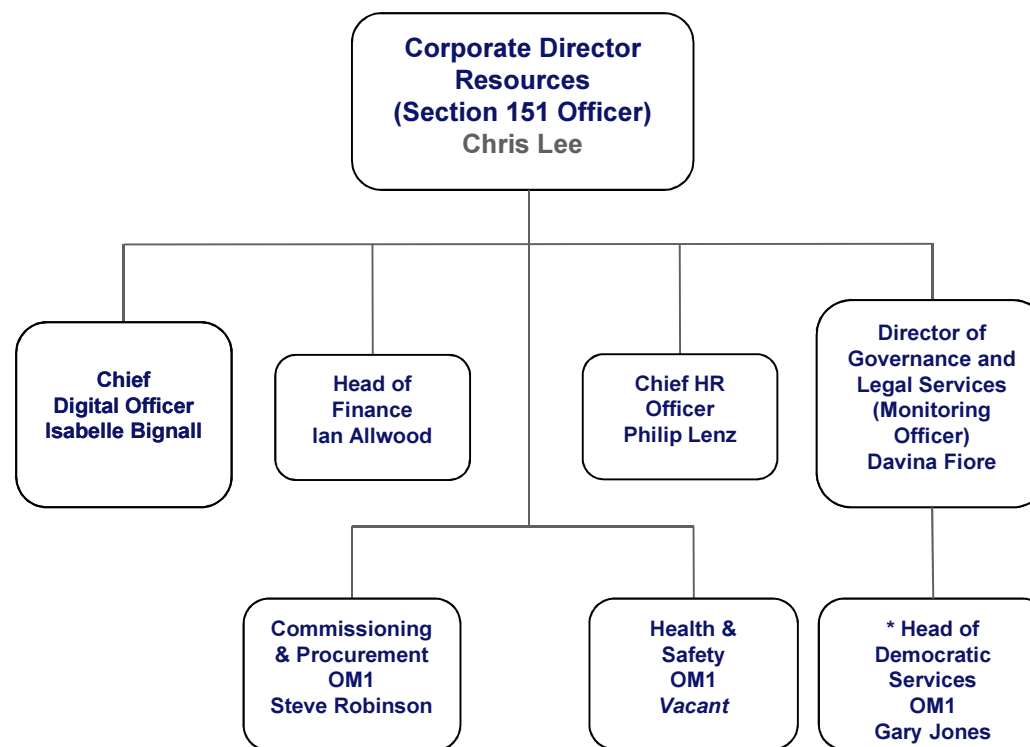 Corporate Director
Resources
(Section 151 Officer)
Chris Lee
Chief
Digital Officer
Isabelle Bignall
Head of
Finance
Ian Allwood
Chief HR
Officer
Philip Lenz
Director of
Governance and
Legal Services
(Monitoring
Officer)
Davina Fiore
Commissioning
& Procurement
OM1
Steve Robinson
Health &
Safety
OM1
Vacant
* Head of
Democratic
Services
OM1
Gary Jones